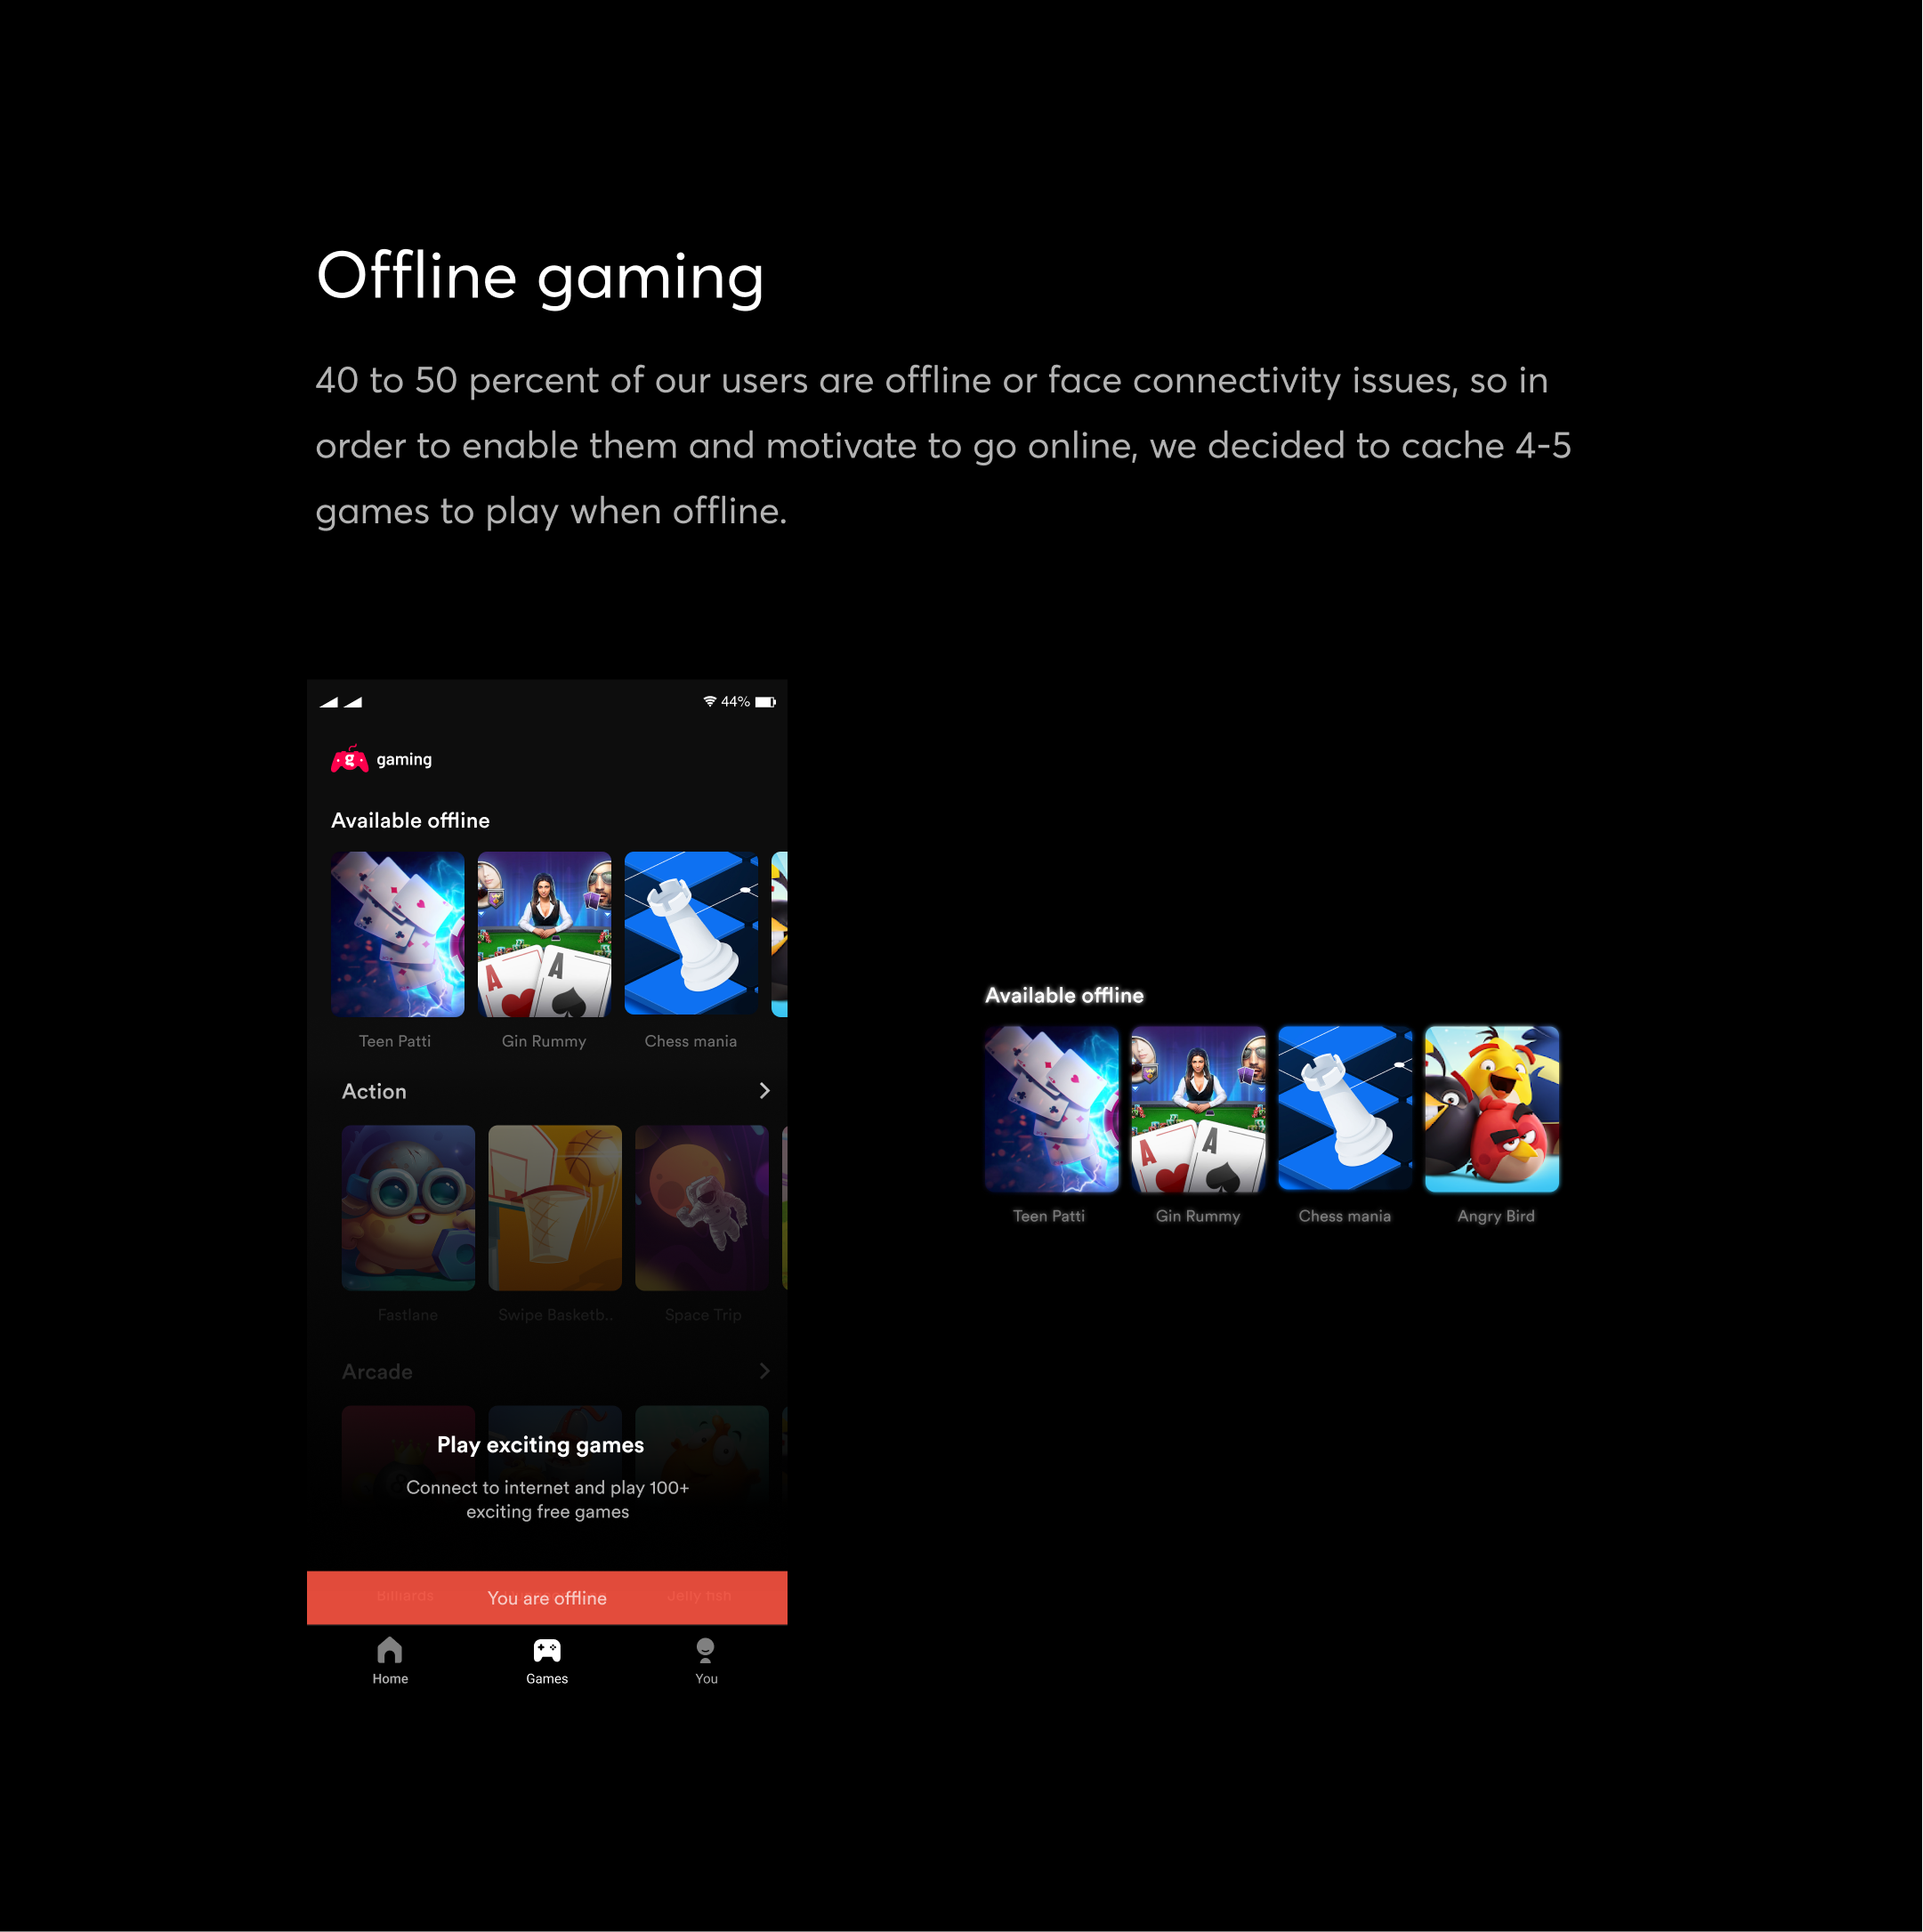 Offline gaming
40 to 50 percent of our users are offline or face connectivity issues, so in
order to enable them and motivate to go online, we decided to cache 4-5
games to play when offline.
44%
g gaming
Available offline
A A
Teen Patti Gin Rummy Chess mania
Action
Fastlane Swipe Basketb.. Space Trip
Arcade
Play exciting games
Connect to internet and play 100+
exciting free games
Billiards You are offline Jelly fish
Home Games You
Available offline
A A
Teen Patti Gin Rummy Chess mania Angry Bird